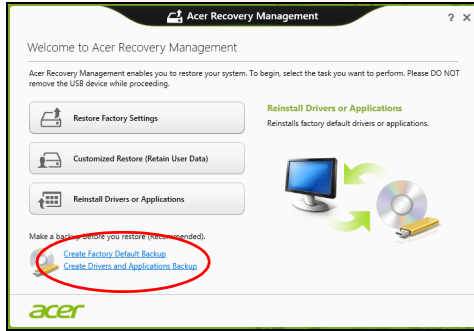 Acer Recovery Management
? X
Welcome to Acer Recovery Management
Acer Recovery Management enables you to restore your system. To begin, select the task you want to perform. Please DO NOT
remove the USB device while proceeding.
Restore Factory Settings
Customized Restore (Retain User Data)
Reinstall Drivers or Applications
Reinstall Drivers or Applications
Reinstalls factory default drivers or applications.
Make a backup before you restore (Recommended).
Create Factory Default Backup
Create Drivers and Applications Backup
acer